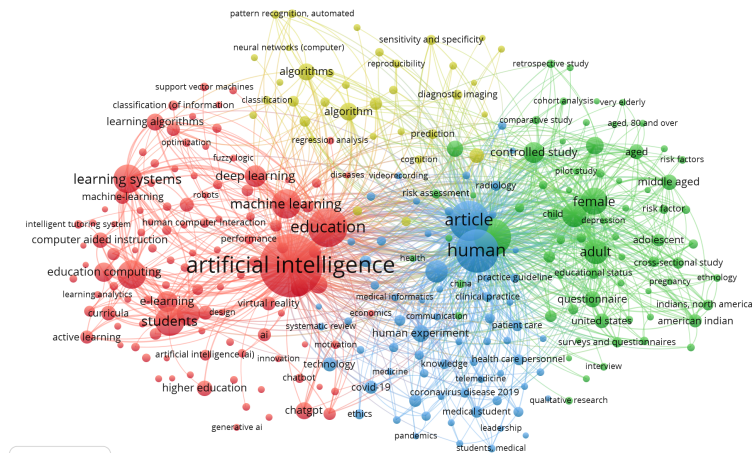 pattern recognition, automated
sensitivity and specificity
neural networks (computer)
reproducibility
retrospective study
algorithms
support vector machines
diagnostic imaging
classification
cohort analysis
very elderly
classification (of information)
algorithm
comparative study
aged, 80 and over
learning algorithms
prediction
optimization
regression analysis
controlled study
aged
fuzzy logic
cognition
risk factors
diseases
videorecording
pilot study
learning systems
deep learning
radiology
middle aged
machine-learning
robots
risk assessment
machine learning
female
article
child
risk factor
intelligent tutoring system
human computer interaction
education
depression
computer aided instruction
performance
human
adult
adolescent
health
cross-sectional study
artificial intelligence
education computing
practice guideline
educational status
ethnology
china
pregnancy
learning analytics
medical informatics
clinical practice
e-learning
virtual reality
questionnaire
indians, north america
curricula
design
economics
communication
students
systematic review
patient care
united states
american indian
active learning
ai
human experiment
motivation
surveys and questionnaires
artificial intelligence (ai)
innovation
technology
knowledge
health care personnel
interview
medicine
chatbot
telemedicine
higher education
covid-19
coronavirus disease 2019
qualitative research
chatgpt
ethics
medical student
generative ai
leadership
pandemics
students, medical